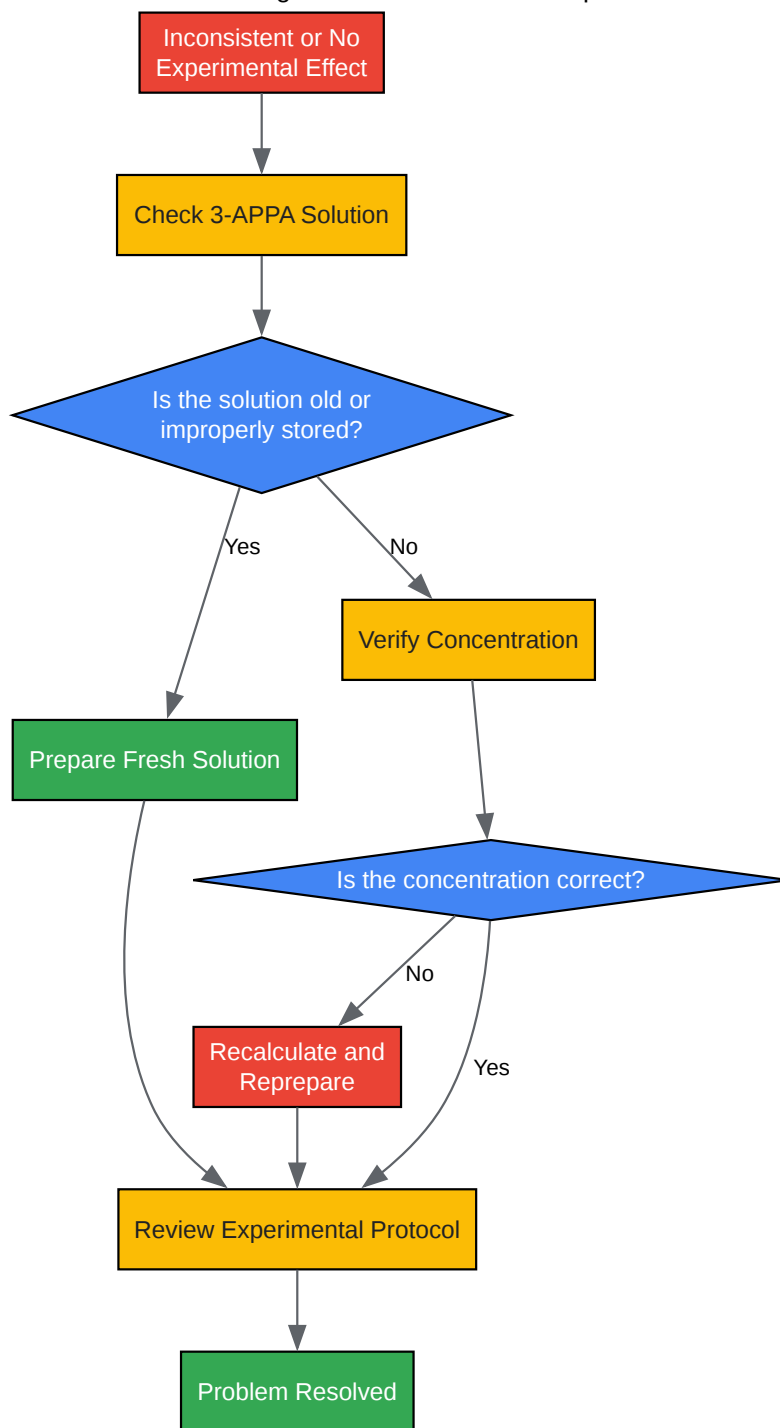 Inconsistent or No
Experimental Effect
Check 3-APPA Solution
Is the solution old or
improperly stored?
Yes
No
Verify Concentration
Prepare Fresh Solution
Is the concentration correct?
No
Recalculate and
Reprepare
Yes
Review Experimental Protocol
Problem Resolved